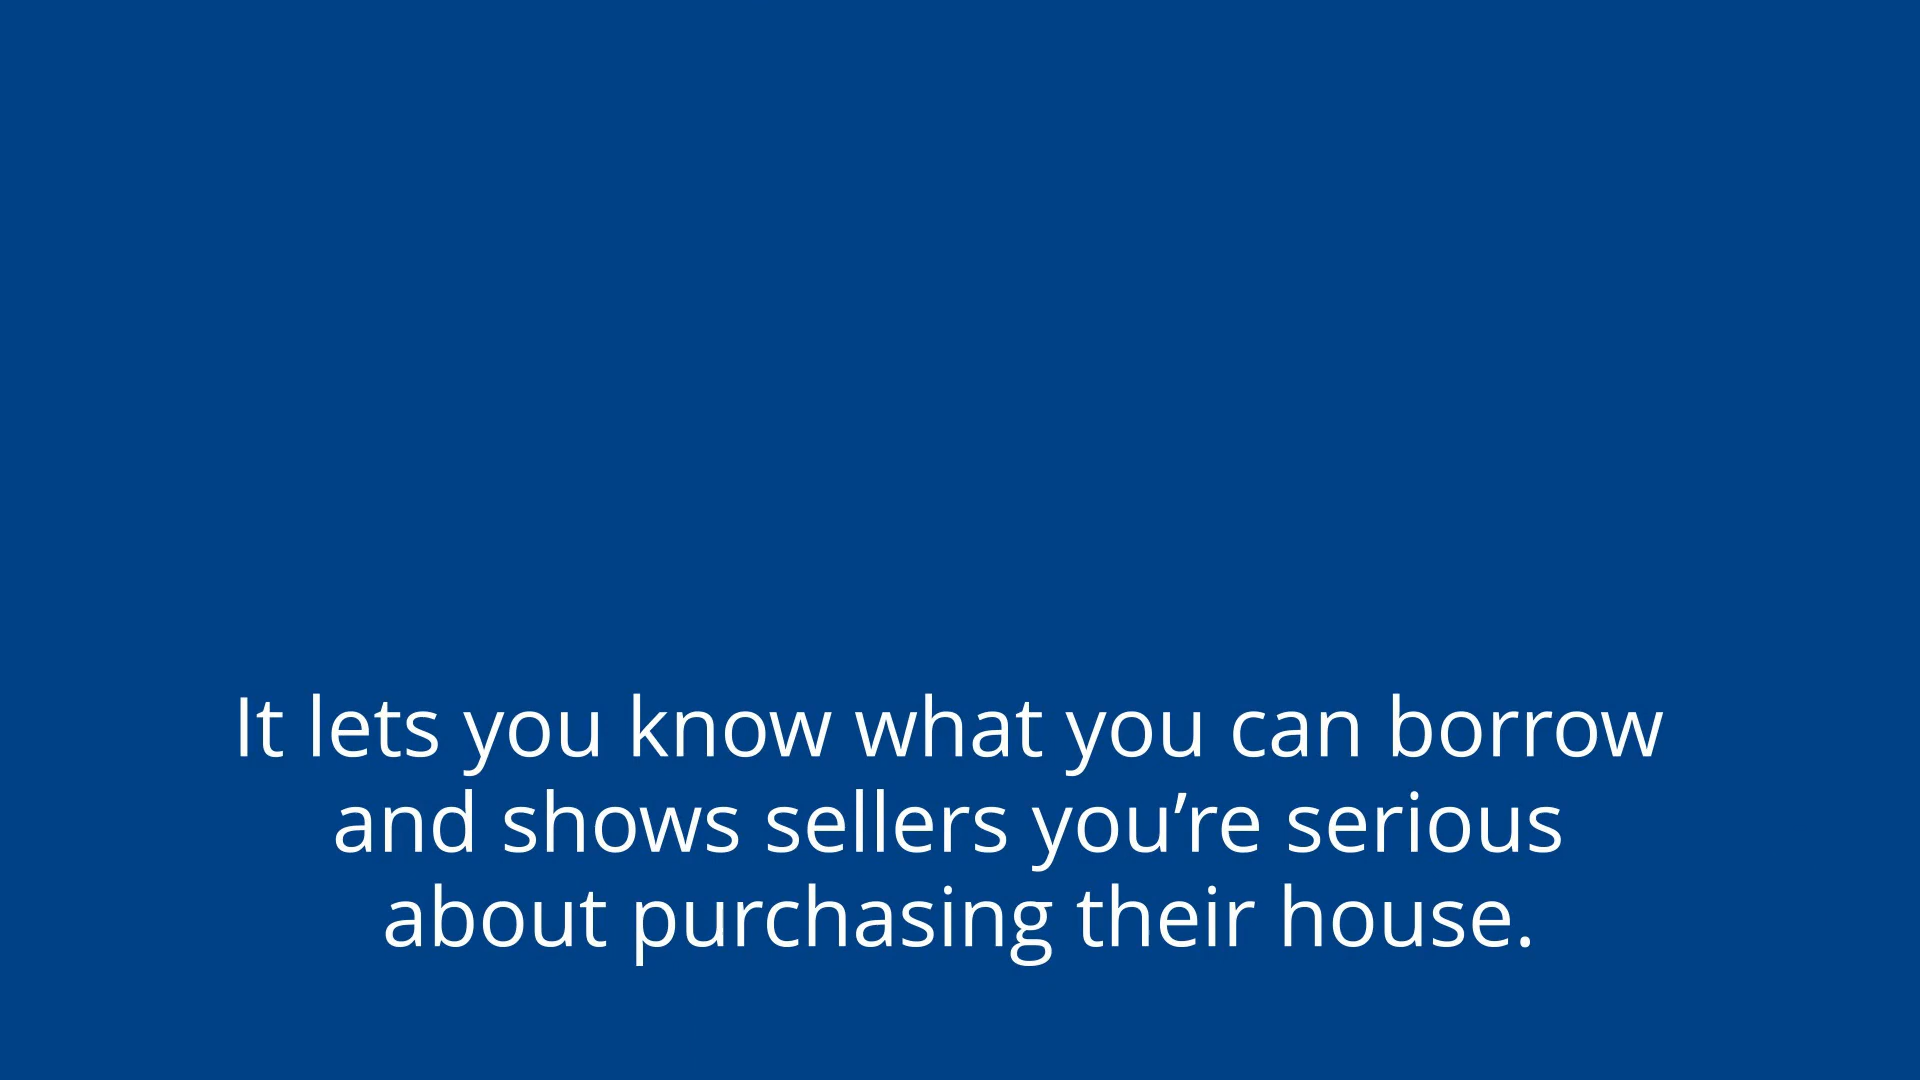 It lets you know what you can borrow
and shows sellers you’re serious
about purchasing their house.